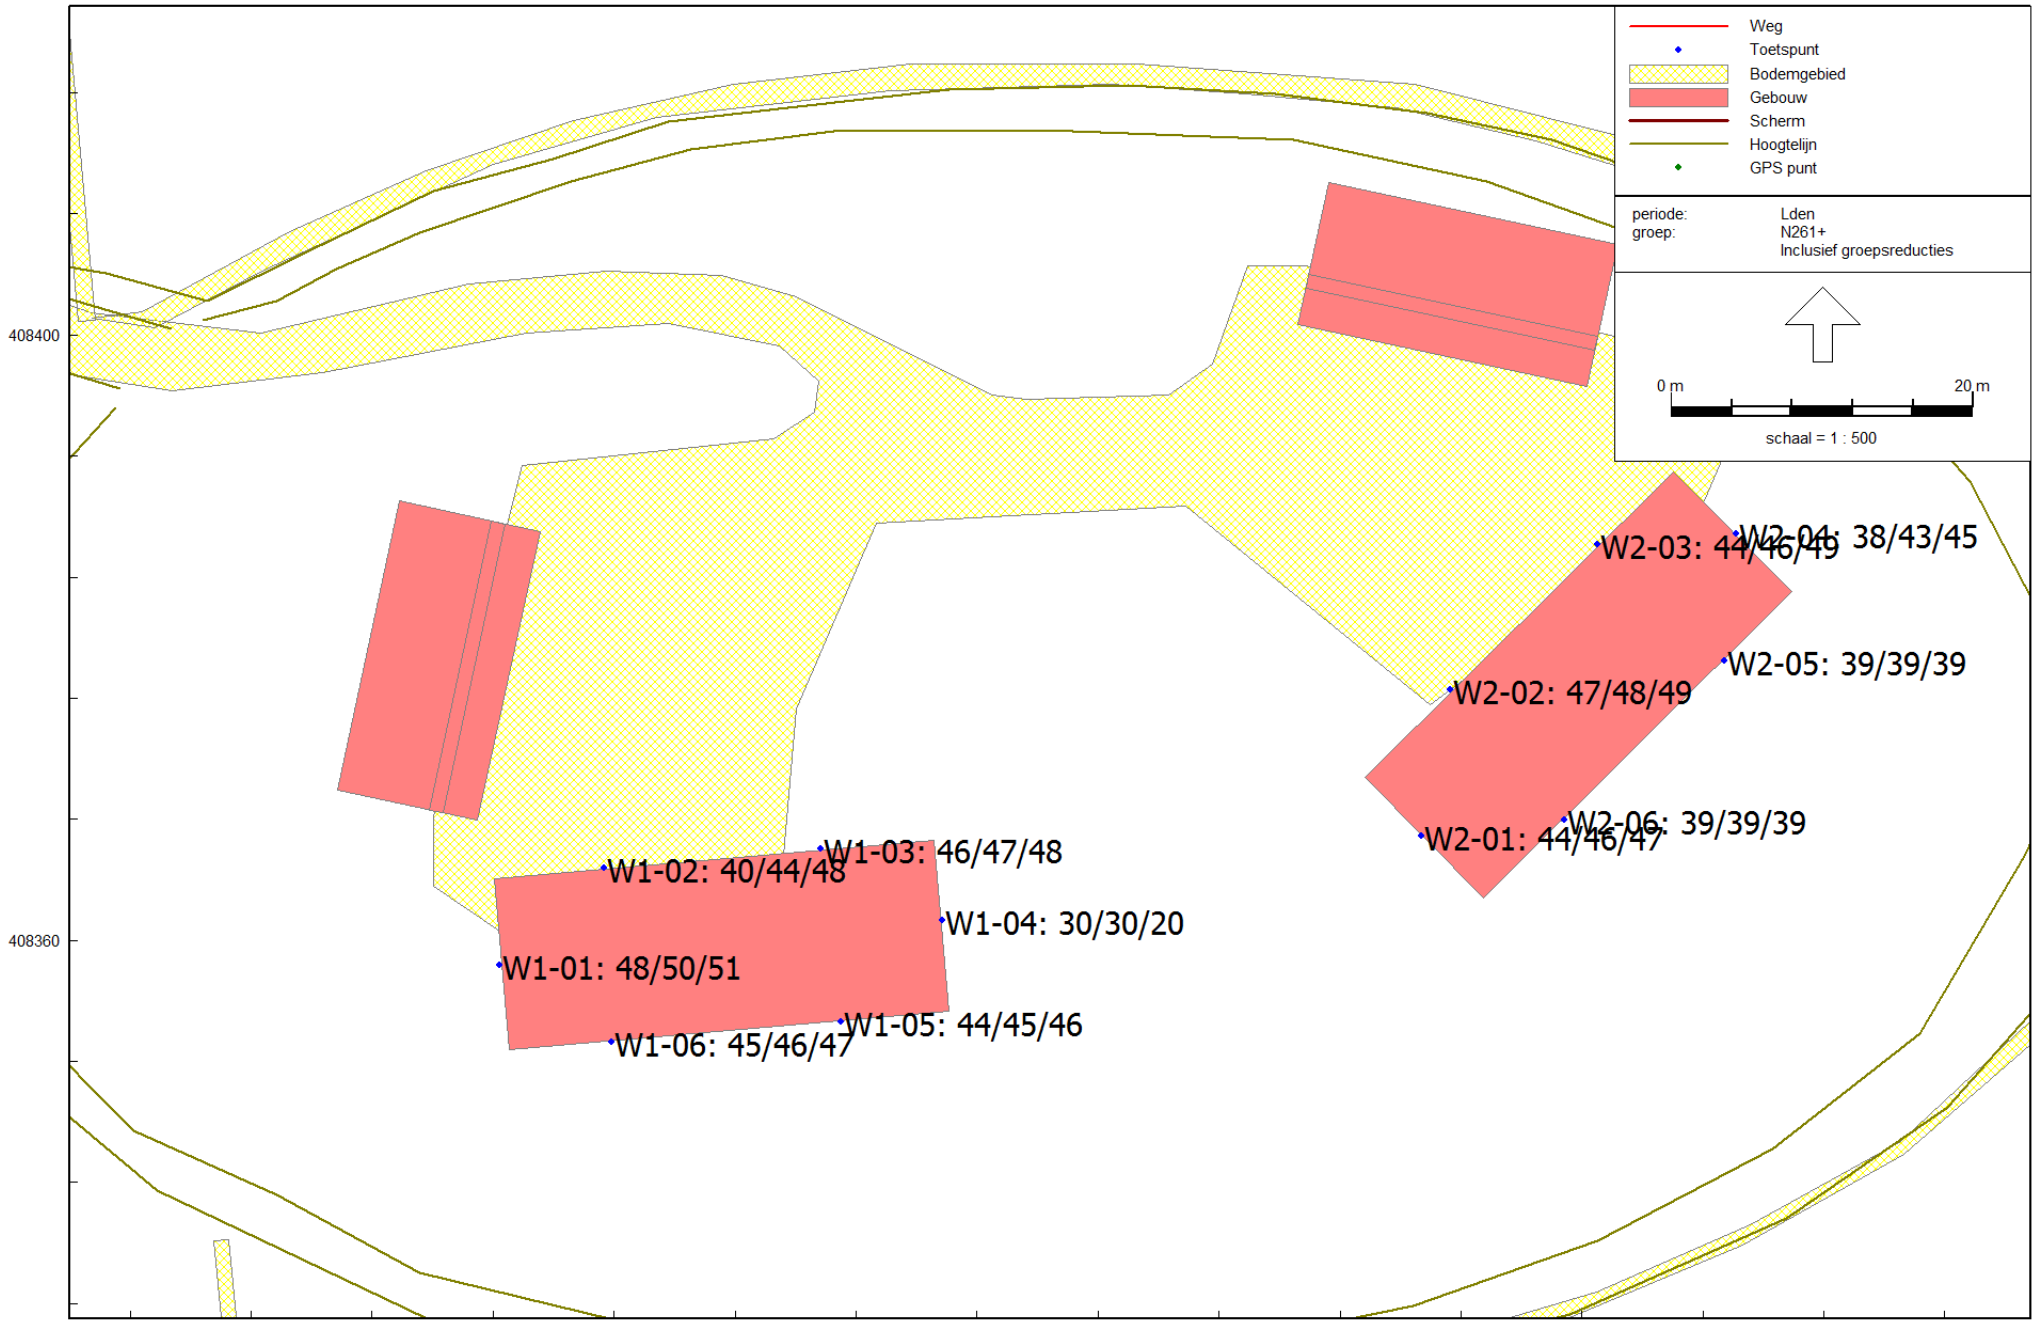 Weg
Toetspunt
Bodemgebied
Gebouw
Scherm
Hoogtelijn
GPS punt
periode: Lden
groep: N261+
Inclusief groepsreducties
0 m 20 m
schaal = 1 : 500
408400
W2-03: 44/46/49
W2-04: 38/43/45
W2-05: 39/39/39
W2-02: 47/48/49
W2-06: 39/39/39
W2-01: 44/46/47
W1-03: 46/47/48
W1-02: 40/44/48
W1-04: 30/30/20
408360
W1-01: 48/50/51
W1-05: 44/45/46
W1-06: 45/46/47